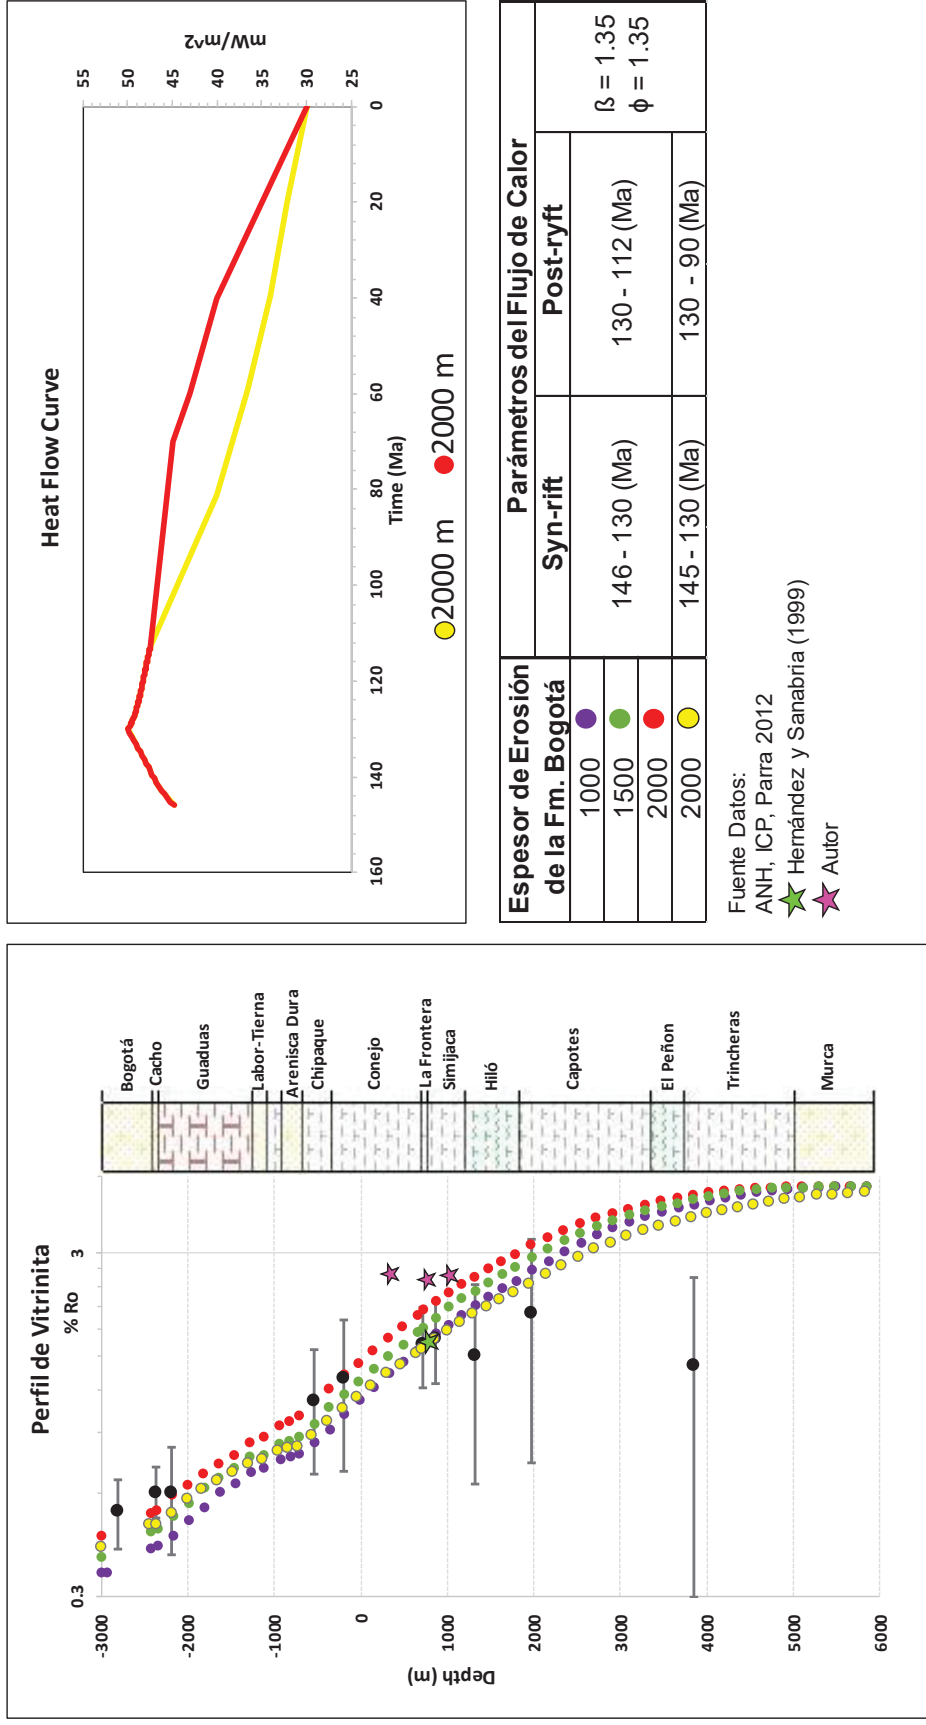 Perfil de Vitrinita
% Ro
0.3
3
-3000
-2000
-1000
0
1000
2000
3000
4000
5000
6000
Depth (m)
Bogotá
Cacho
Guaduas
Labor-Tierna
Arenisca Dura
Chipaque
Conejo
La Frontera
Simijaca
Hiló
Capotes
El Peñon
Trincheras
Murca
Heat Flow Curve
160
140
120
100
80
60
40
20
0
Time (Ma)
55
50
45
40
35
30
25
mW/m^2
2000 m
2000 m
Espesor de Erosión
de la Fm. Bogotá
Parámetros del Flujo de Calor
Syn-rift
Post-ryft
1000
1500
2000
146 - 130 (Ma)
130 - 112 (Ma)
2000
145 - 130 (Ma)
130 - 90 (Ma)
ß = 1.35
ϕ = 1.35
Fuente Datos:
ANH, ICP, Parra 2012
Hernández y Sanabria (1999)
Autor